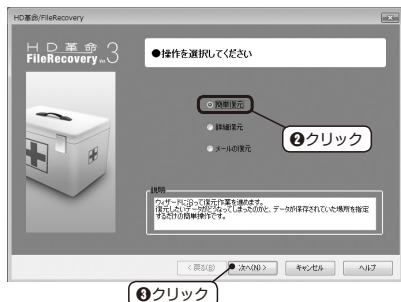 HD革命/FileRecovery
HD革命
FileRecovery Ver.3
●操作を選択してください
簡単復元
❷クリック
詳細復元
メールの復元
説明
ウィザードに沿って復元作業を進めます。
復元したいデータがどうなってしまったのかと、データが保存されていた場所を指定
するだけの簡単操作です。
< 戻る(B)
次へ(N) >
キャンセル
ヘルプ
❸クリック